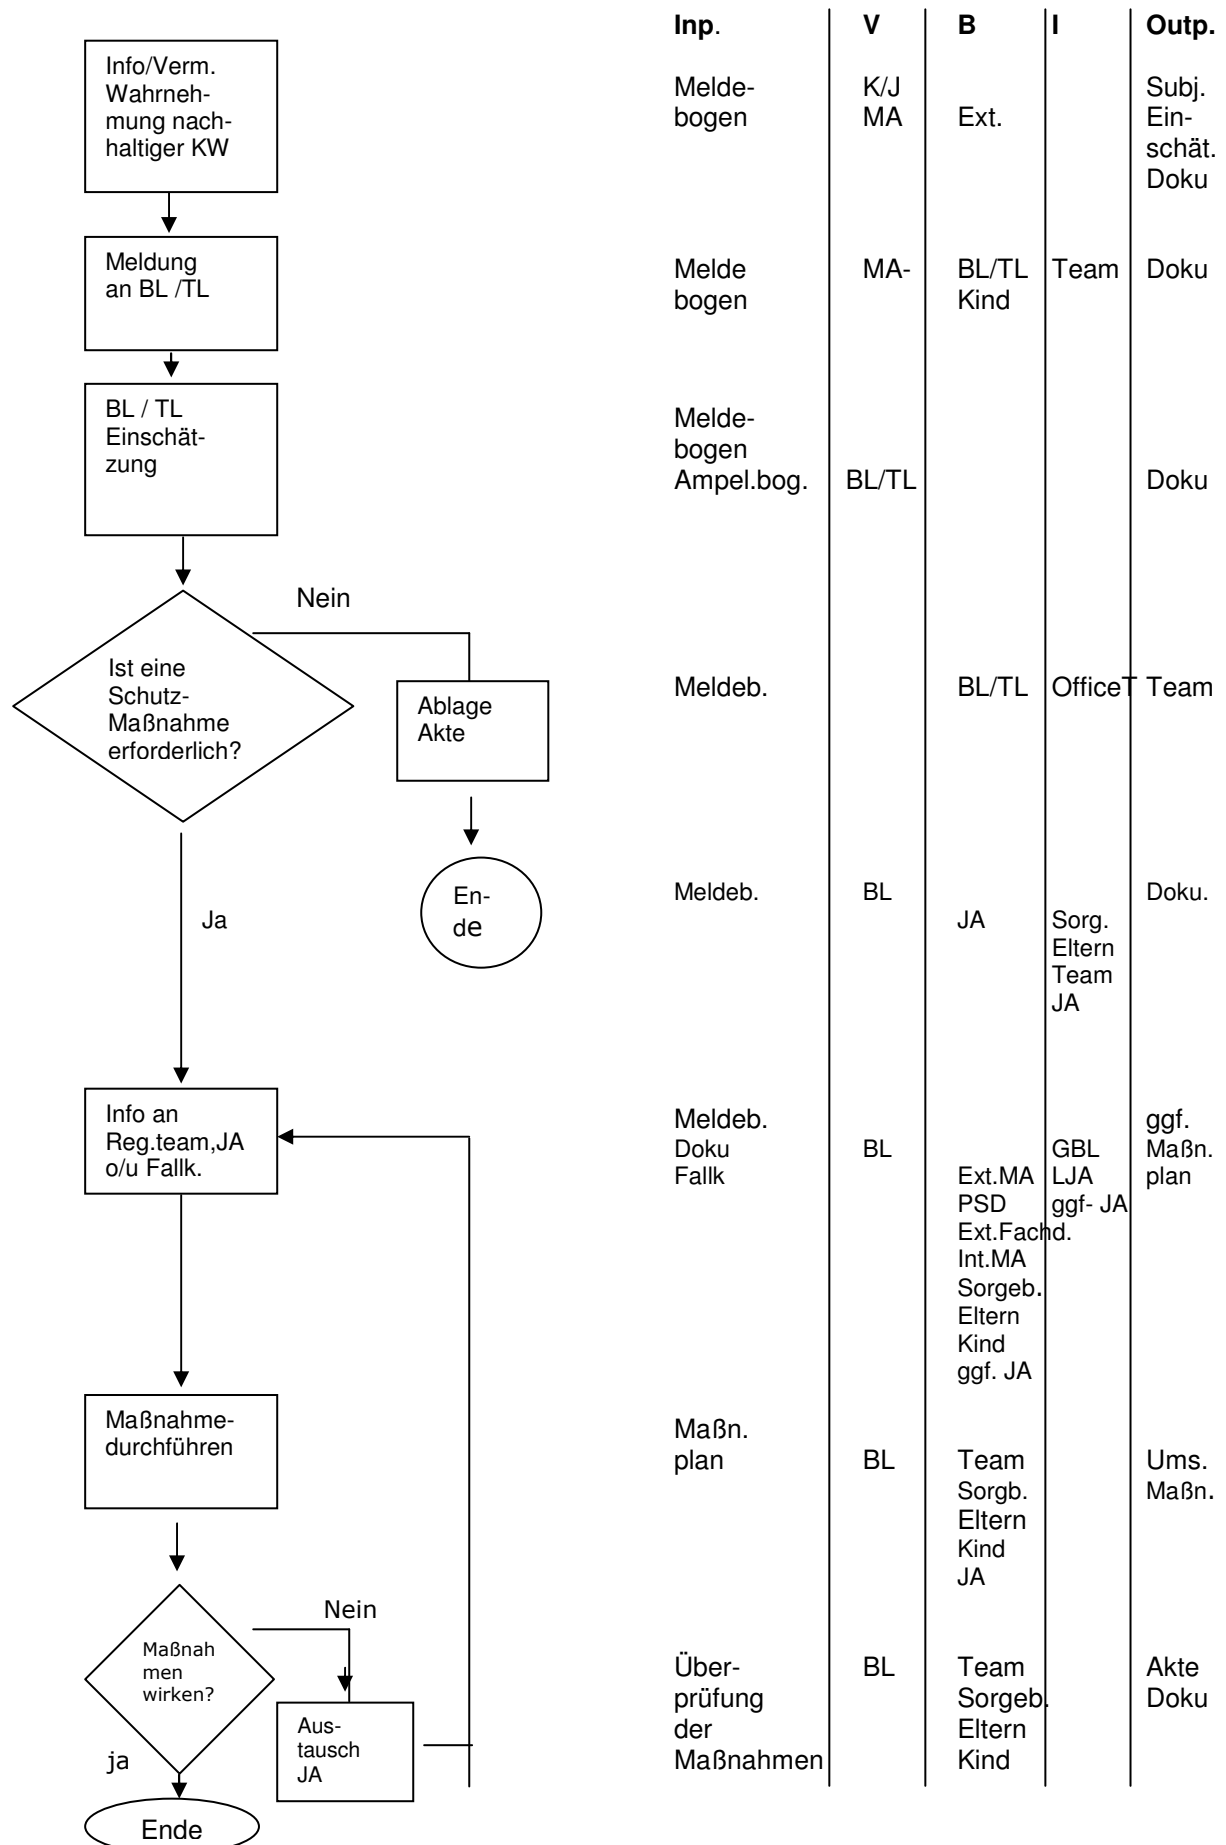 Inp. V B I Outp.
Info/Verm.
Wahrneh-
mung nach-
haltiger KW
Melde- K/J Subj.
bogen MA Ext. Ein-
schät.
Doku
Meldung
an BL /TL
Melde MA- BL/TL Team Doku
bogen Kind
BL / TL
Einschät-
zung
Melde-
bogen
Ampel.bog. BL/TL Doku
Nein
Ist eine
Schutz-
Maßnahme
erforderlich?
Ablage
Akte
Meldeb. BL/TL OfficeT Team
En-
de
Ja
Meldeb. BL Doku.
JA Sorg.
Eltern
Team
JA
Info an
Reg.team,JA
o/u Fallk.
Meldeb. ggf.
Doku BL GBL Maßn.
Fallk Ext.MA LJA plan
PSD ggf- JA
Ext.Fachd.
Int.MA
Sorgeb.
Eltern
Kind
ggf. JA
Maßnahme-
durchführen
Maßn.
plan BL Team Ums.
Sorgb. Maßn.
Eltern
Kind
JA
Nein
Maßnah
men
wirken?
Aus-
tausch
JA
ja
Ende
Über- BL Team Akte
prüfung Sorgeb. Doku
der Eltern
Maßnahmen Kind